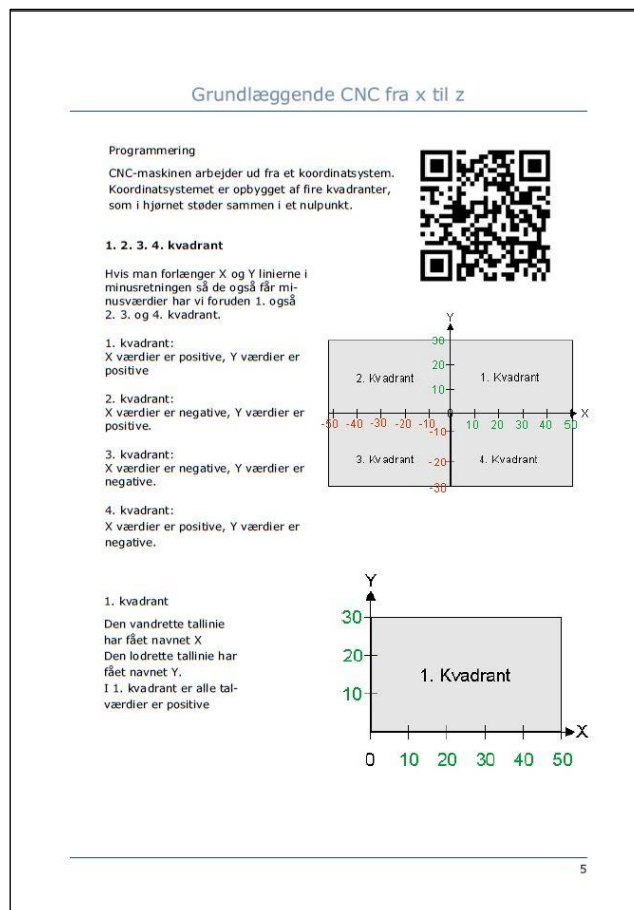 Grundlæggende CNC fra x til z
Programmering
CNC-maskinen arbejder ud fra et koordinatsystem.
Koordinatsystemet er opbygget af fire kvadranter,
som i hjørnet støder sammen i et nulpunkt.
1. 2. 3. 4. kvadrant
Hvis man forlænger X og Y linierne i
minusretningen så de også får mi-
nusværdier har vi foruden 1. også
2. 3. og 4. kvadrant.
1. kvadrant:
X værdier er positive, Y værdier er
positive
2. kvadrant:
X værdier er negative, Y værdier er
positive.
3. kvadrant:
X værdier er negative, Y værdier er
negative.
4. kvadrant:
X værdier er positive, Y værdier er
negative.
Y
30
20
2. Kvadrant 1. Kvadrant
10
0 X
-50 -40 -30 -20 -10 10 20 30 40 50
-10
3. Kvadrant -20 4. Kvadrant
-30
1. kvadrant
Den vandrette tallinie
har fået navnet X
Den lodrette tallinie har
fået navnet Y.
I 1. kvadrant er alle tal-
værdier er positive
Y
30
20
1. Kvadrant
10
X
0 10 20 30 40 50
5